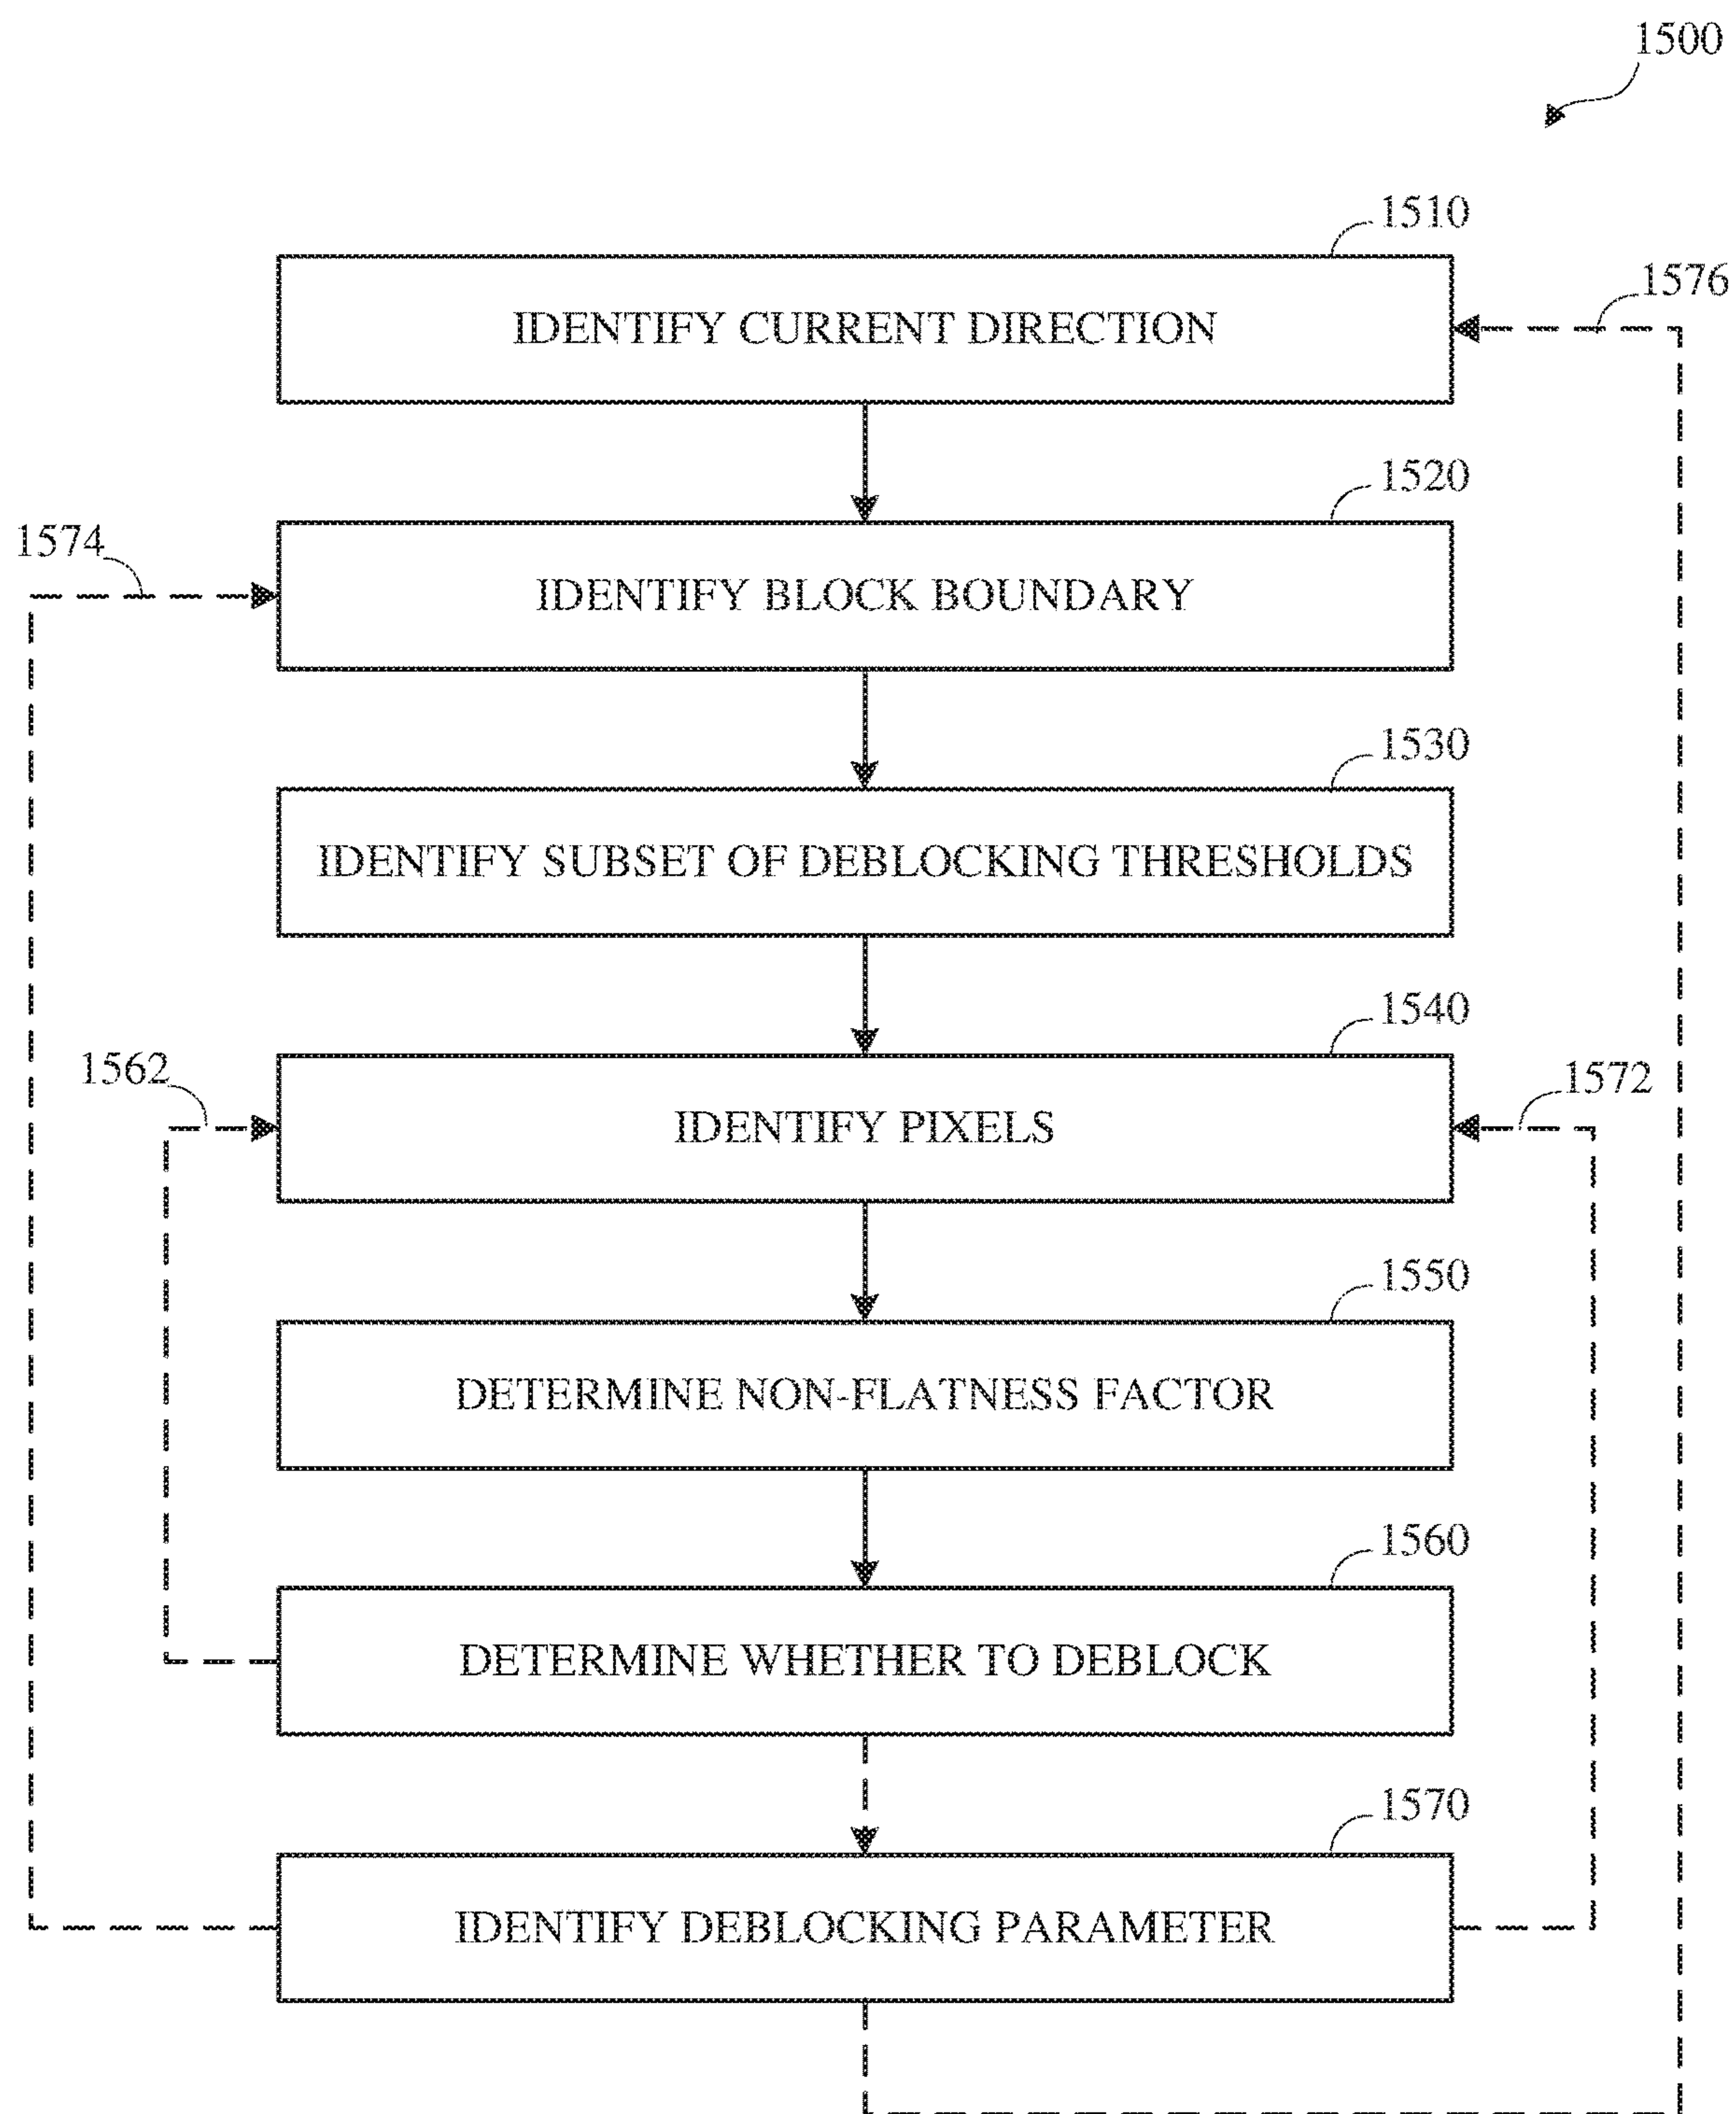 1500
1510
1576
IDENTIFY CURRENT DIRECTION
1520
1574
IDENTIFY BLOCK BOUNDARY
1530
IDENTIFY SUBSET OF DEBLOCKING THRESHOLDS
1540
1562
1572
IDENTIFY PIXELS
1550
DETERMINE NON-FLATNESS FACTOR
1560
DETERMINE WHETHER TO DEBLOCK
1570
IDENTIFY DEBLOCKING PARAMETER